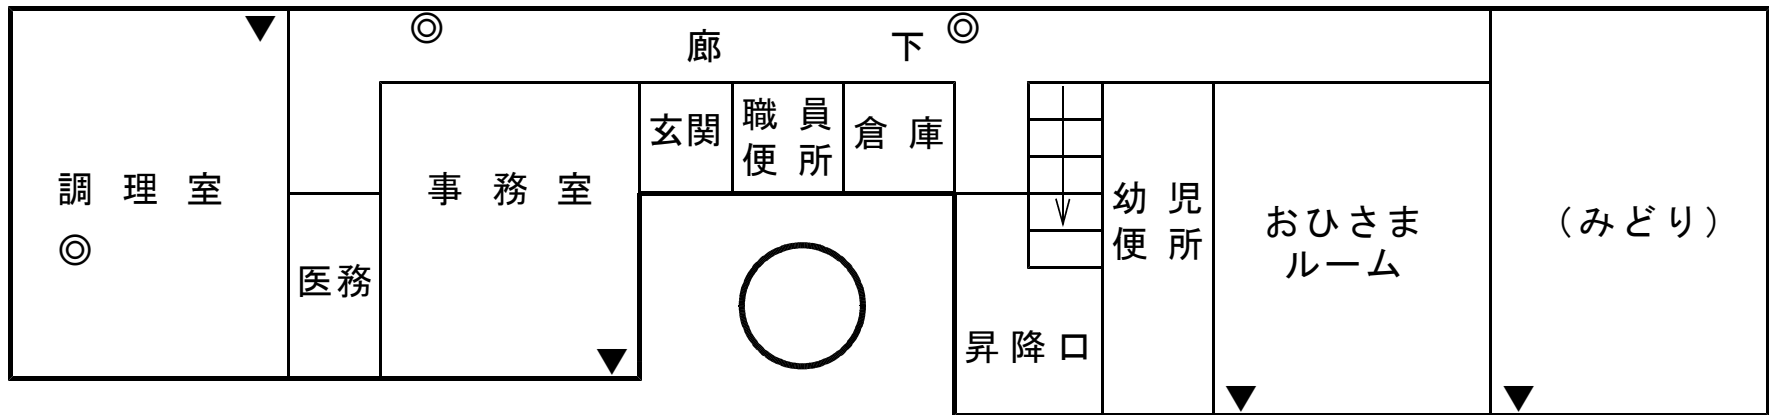 廊下
調理室
医務
事務室
玄関
職員
便所
倉庫
幼児
便所
おひさま
ルーム
（みどり）
昇降口